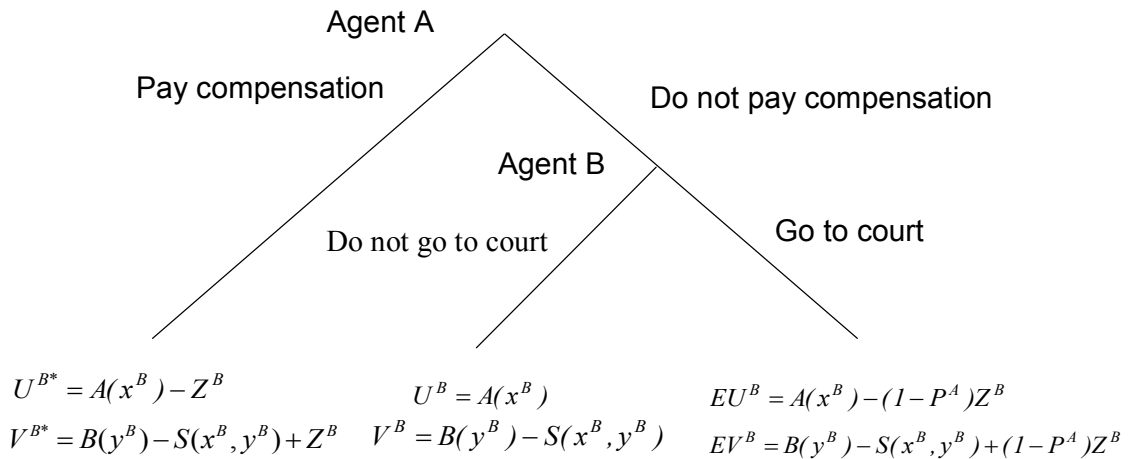 Agent A
Pay compensation
Do not pay compensation
Agent B
Do not go to court
Go to court
U^{B*} = A(x^B) − Z^B
V^{B*} = B(y^B) − S(x^B, y^B) + Z^B
U^B = A(x^B)
V^B = B(y^B) − S(x^B, y^B)
EU^B = A(x^B) − (1 − P^A)Z^B
EV^B = B(y^B) − S(x^B, y^B) + (1 − P^A)Z^B